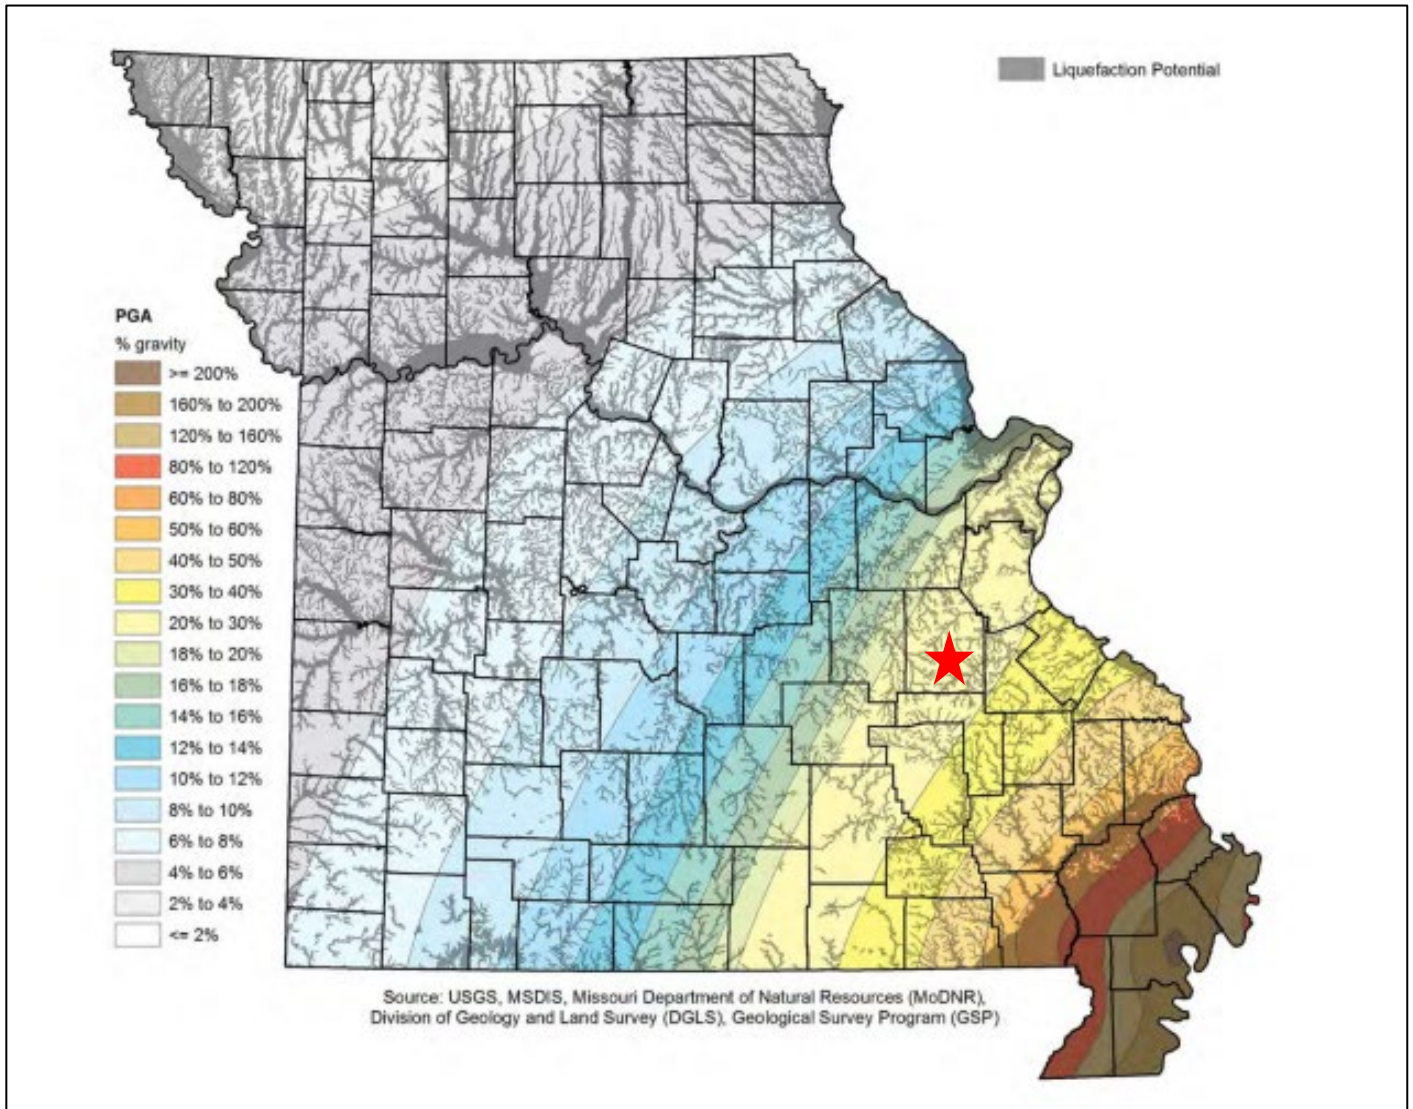 Liquefaction Potential
PGA
% gravity
>= 200%
160% to 200%
120% to 160%
80% to 120%
60% to 80%
50% to 60%
40% to 50%
30% to 40%
20% to 30%
18% to 20%
16% to 18%
14% to 16%
12% to 14%
10% to 12%
8% to 10%
6% to 8%
4% to 6%
2% to 4%
<= 2%
Source: USGS, MSDIS, Missouri Department of Natural Resources (MoDNR),
Division of Geology and Land Survey (DGLS), Geological Survey Program (GSP)